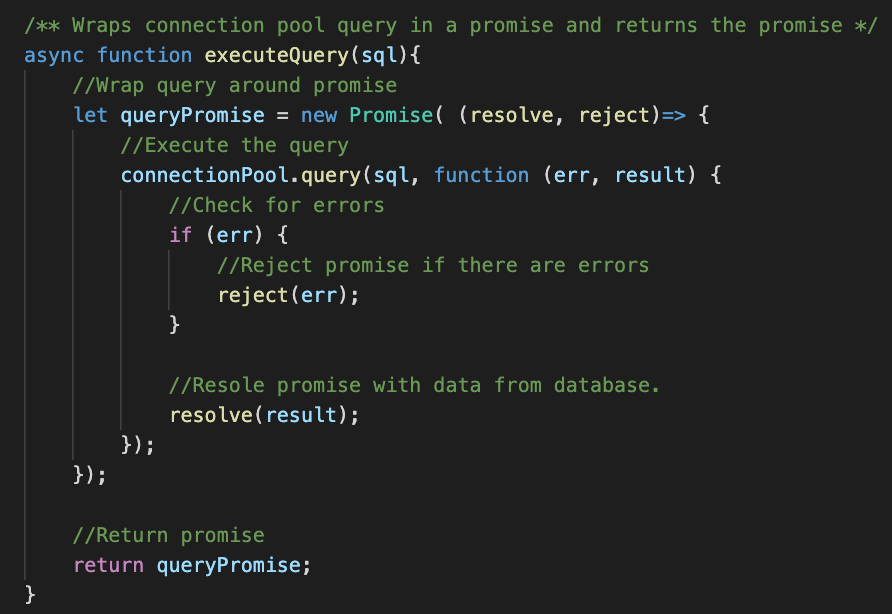 /** Wraps connection pool query in a promise and returns the promise */
async function executeQuery(sql){
    //Wrap query around promise
    let queryPromise = new Promise( (resolve, reject)=> {
        //Execute the query
        connectionPool.query(sql, function (err, result) {
            //Check for errors
            if (err) {
                //Reject promise if there are errors
                reject(err);
            }

            //Resole promise with data from database.
            resolve(result);
        });
    });

    //Return promise
    return queryPromise;
}